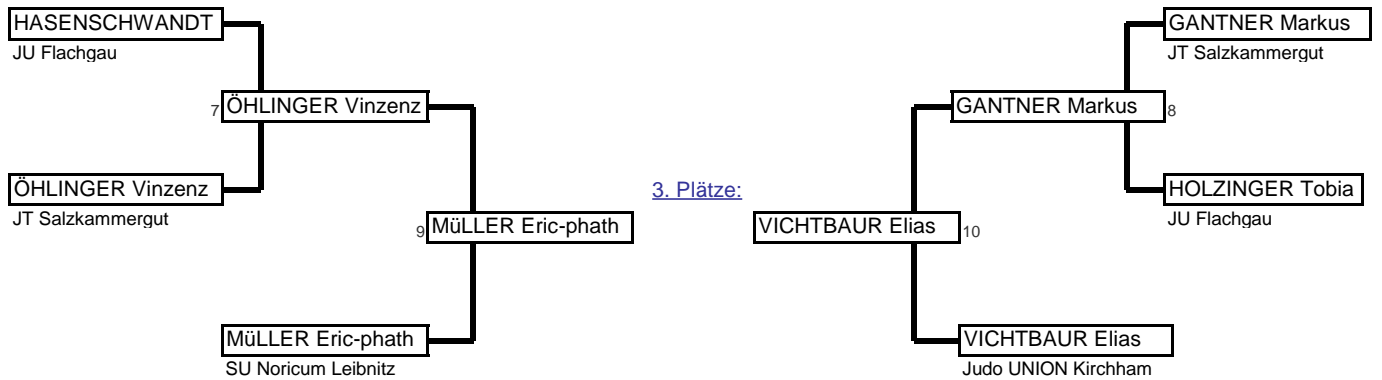 HASENSCHWANDT
JU Flachgau
7 ÖHLINGER Vinzenz
ÖHLINGER Vinzenz
JT Salzkammergut
9 MüLLER Eric-phath
MüLLER Eric-phath
SU Noricum Leibnitz
3. Plätze:
GANTNER Markus
JT Salzkammergut
GANTNER Markus 8
HOLZINGER Tobia
JU Flachgau
VICHTBAUR Elias 10
VICHTBAUR Elias
Judo UNION Kirchham